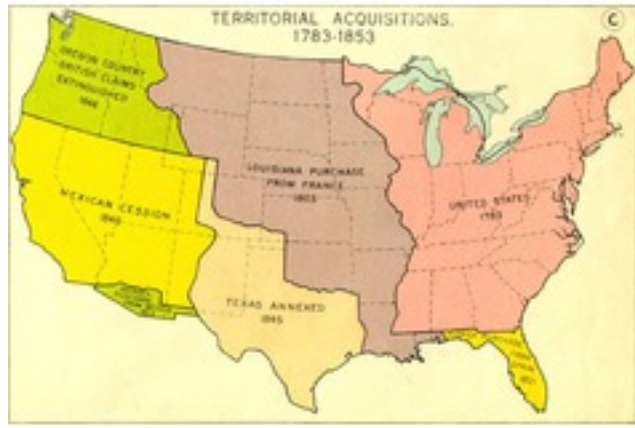 TERRITORIAL ACQUISITIONS.
1783-1853
C
OREGON COUNTRY
BRITISH CLAIMS
EXTINGUISHED
1846
LOUISIANA PURCHASE
FROM FRANCE
1803
UNITED STATES
1783
MEXICAN CESSION
1848
TEXAS ANNEXED
1845